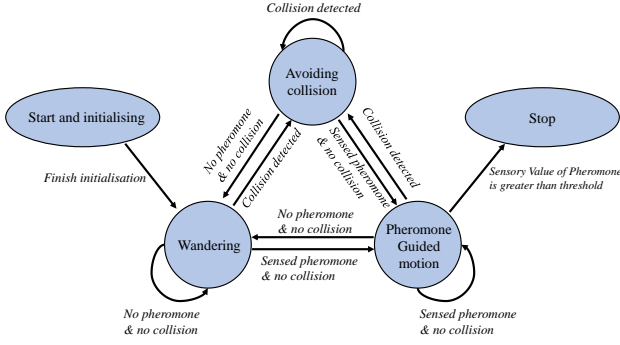 Collision detected
Avoiding
collision
Start and initialising
Stop
No pheromone
& no collision
Collision detected
Sensed pheromone
& no collision
Collision detected
Finish initialisation
Sensory Value of Pheromone
is greater than threshold
Wandering
No pheromone
& no collision
Sensed pheromone
& no collision
Pheromone
Guided
motion
No pheromone
& no collision
Sensed pheromone
& no collision